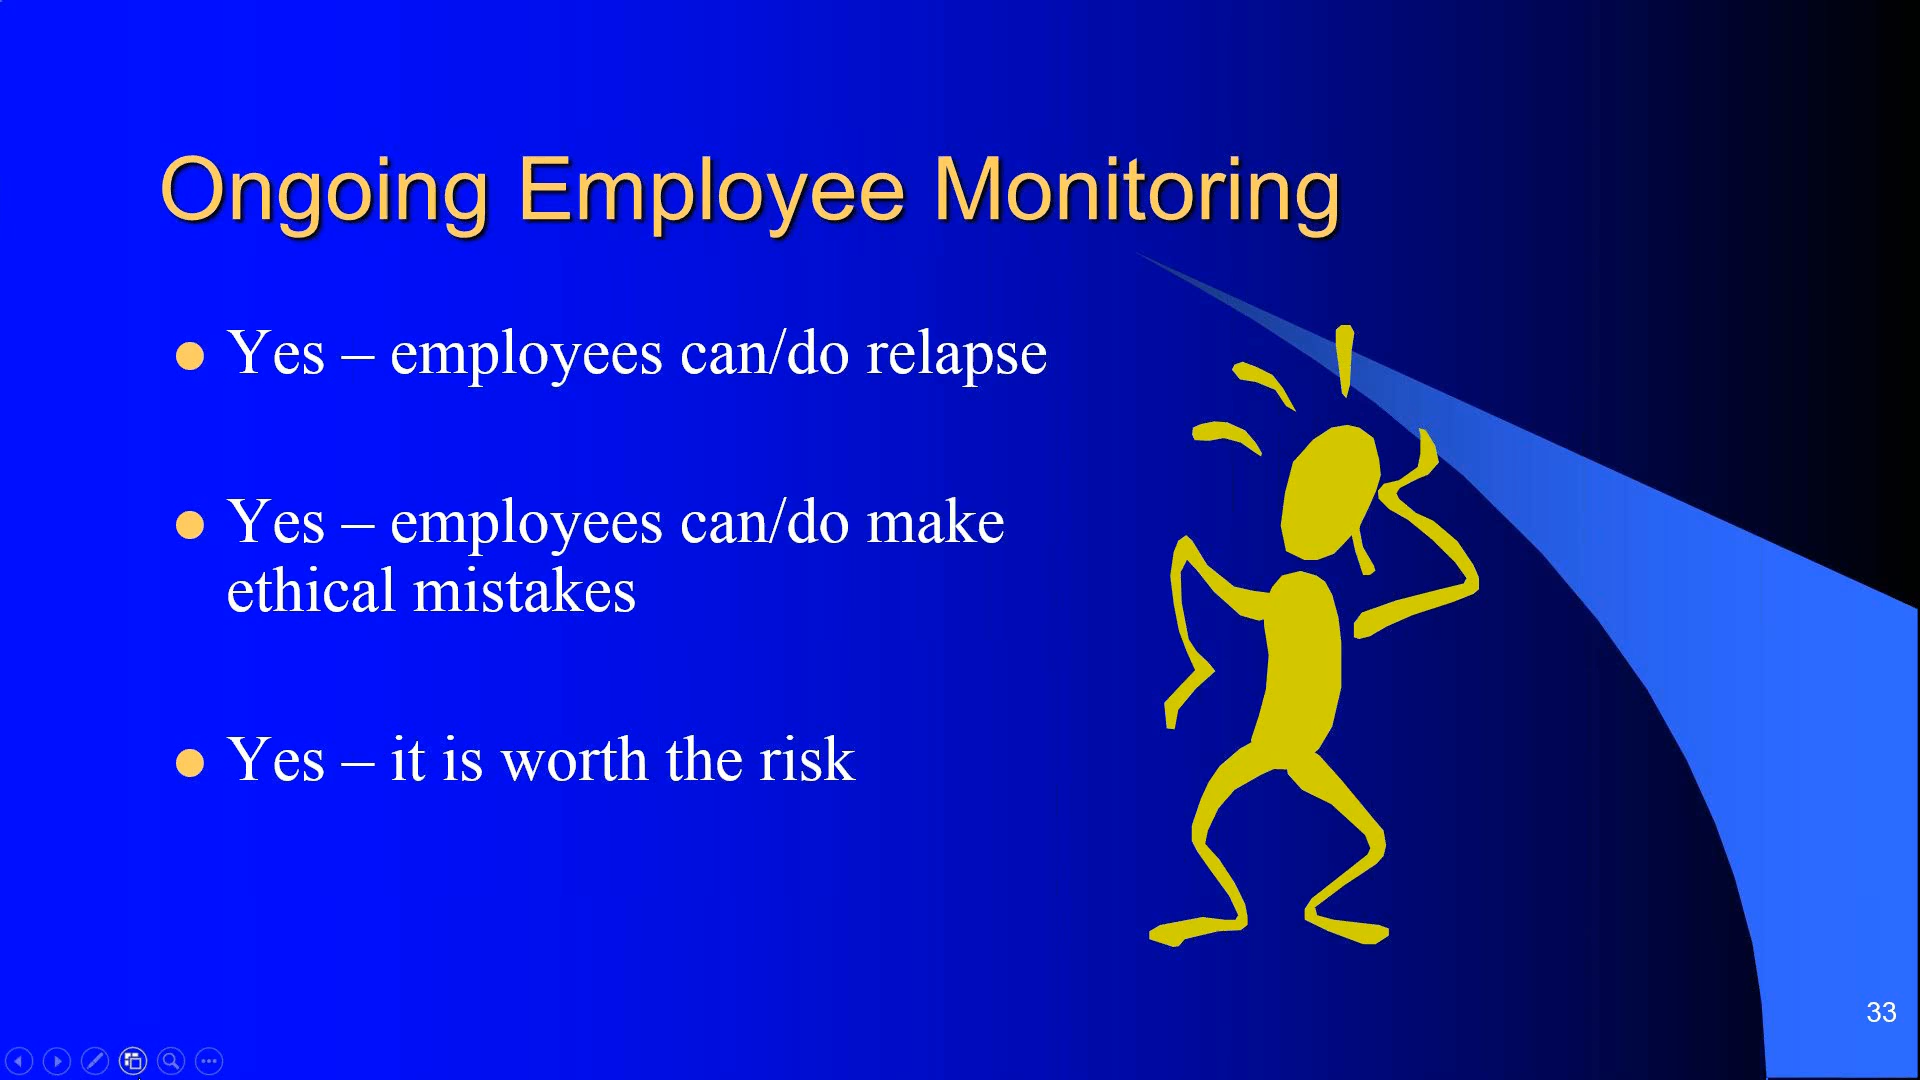 Ongoing Employee Monitoring
Yes – employees can/do relapse
Yes – employees can/do make
ethical mistakes
Yes – it is worth the risk
33